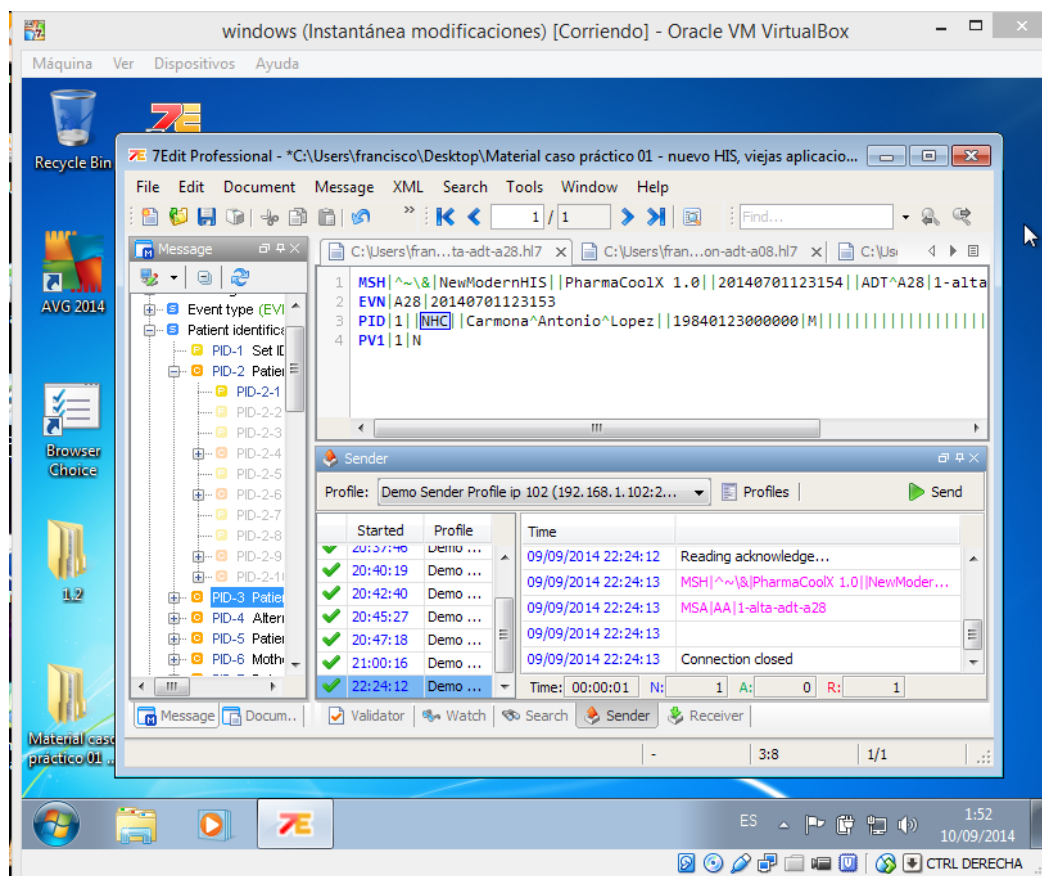 windows (Instantánea modificaciones) [Corriendo] - Oracle VM VirtualBox
Máquina Ver Dispositivos Ayuda
Recycle Bin
AVG 2014
Browser Choice
1.2
Material caso práctico 01 ...
7Edit Professional - *C:\Users\francisco\Desktop\Material caso práctico 01 - nuevo HIS, viejas aplicacio...
File Edit Document Message XML Search Tools Window Help
1 / 1 Find...
Message
C:\Users\fran...ta-adt-a28.hl7 C:\Users\fran...on-adt-a08.hl7 C:\Us
1 MSH|^~\&|NewModernHIS||PharmaCoolX 1.0||20140701123154||ADT^A28|1-alta
2 EVN|A28|20140701123153
3 PID|1||NHC||Carmona^Antonio^Lopez||19840123000000|M|||||||||||||||||||
4 PV1|1|N
Event type (EVI
Patient identifica
PID-1 Set ID
PID-2 Patier
PID-2-1
PID-2-2
PID-2-3
PID-2-4
PID-2-5
PID-2-6
PID-2-7
PID-2-8
PID-2-9
PID-2-1
PID-3 Patier
PID-4 Altern
PID-5 Patier
PID-6 Moth
Message Docum..
Sender
Profile: Demo Sender Profile ip 102 (192.168.1.102:2... Profiles Send
Started Profile Time
20:37:46 Demo ...
20:40:19 Demo ...
20:42:40 Demo ...
20:45:27 Demo ...
20:47:18 Demo ...
21:00:16 Demo ...
22:24:12 Demo ...
09/09/2014 22:24:12 Reading acknowledge...
09/09/2014 22:24:13 MSH|^~\&|PharmaCoolX 1.0||NewModer...
09/09/2014 22:24:13 MSA|AA|1-alta-adt-a28
09/09/2014 22:24:13
09/09/2014 22:24:13 Connection closed
Time: 00:00:01 N: 1 A: 0 R: 1
Validator Watch Search Sender Receiver
- 3:8 1/1
ES 1:52
10/09/2014
CTRL DERECHA